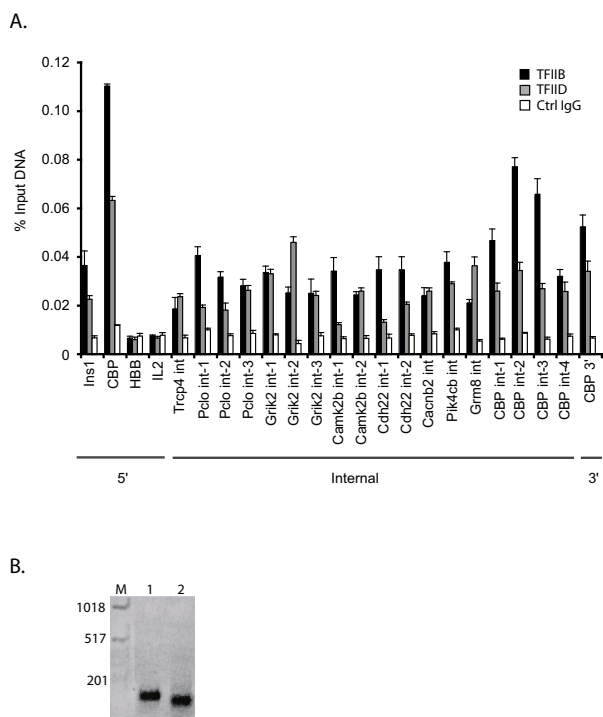 A.
0.12
0.10
0.08
0.06
0.04
0.02
0
% Input DNA
TFIIB
TFIID
Ctrl IgG
Ins1
CBP
HBB
IL2
Trcp4 int
Pclo int-1
Pclo int-2
Pclo int-3
Grik2 int-1
Grik2 int-2
Grik2 int-3
Camk2b int-1
Camk2b int-2
Cdh22 int-1
Cdh22 int-2
Cacnb2 int
Pik4cb int
Grm8 int
CBP int-1
CBP int-2
CBP int-3
CBP int-4
CBP 3'
5' Internal 3'
B.
M 1 2
1018
517
201